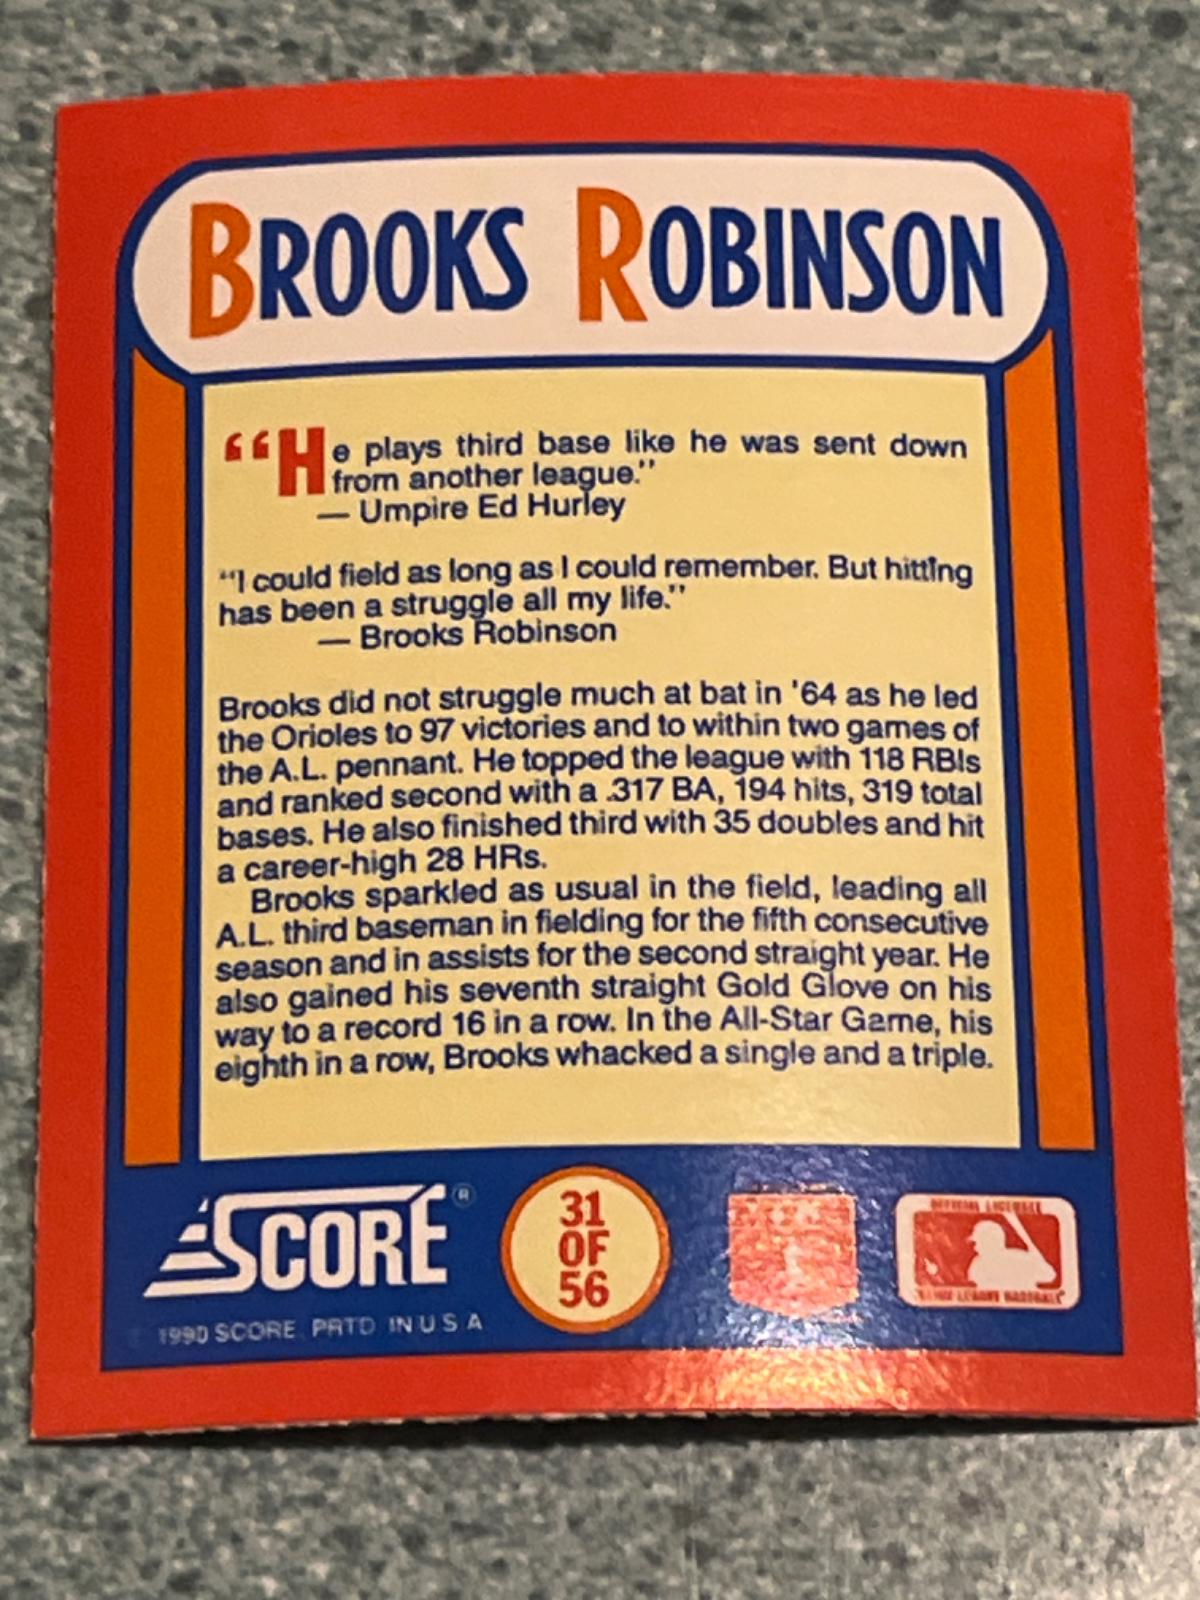 BROOKS ROBINSON
“He plays third base like he was sent down
from another league.”
— Umpire Ed Hurley
“I could field as long as I could remember. But hitting
has been a struggle all my life.”
— Brooks Robinson
Brooks did not struggle much at bat in '64 as he led
the Orioles to 97 victories and to within two games of
the A.L. pennant. He topped the league with 118 RBIs
and ranked second with a .317 BA, 194 hits, 319 total
bases. He also finished third with 35 doubles and hit
a career-high 28 HRs.
Brooks sparkled as usual in the field, leading all
A.L. third baseman in fielding for the fifth consecutive
season and in assists for the second straight year. He
also gained his seventh straight Gold Glove on his
way to a record 16 in a row. In the All-Star Game, his
eighth in a row, Brooks whacked a single and a triple.
SCORE®
1990 SCORE PRTD IN U S A
31
OF
56
OFFICIAL LICENSEE
MAJOR LEAGUE BASEBALL